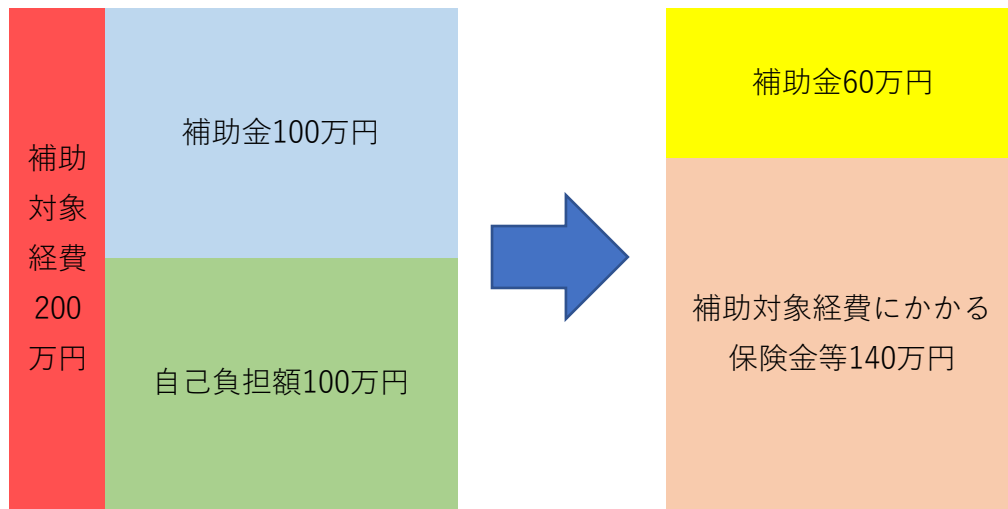 補助
対象
経費
200
万円
補助金100万円
自己負担額100万円
補助金60万円
補助対象経費にかかる
保険金等140万円